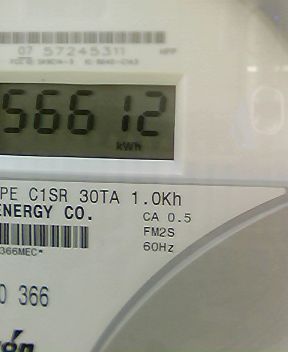 07 57245311
56612
kWh
PE C1SR 30TA 1.0Kh
ENERGY CO.
CA 0.5
FM2S
60Hz
366MEC*
0 366